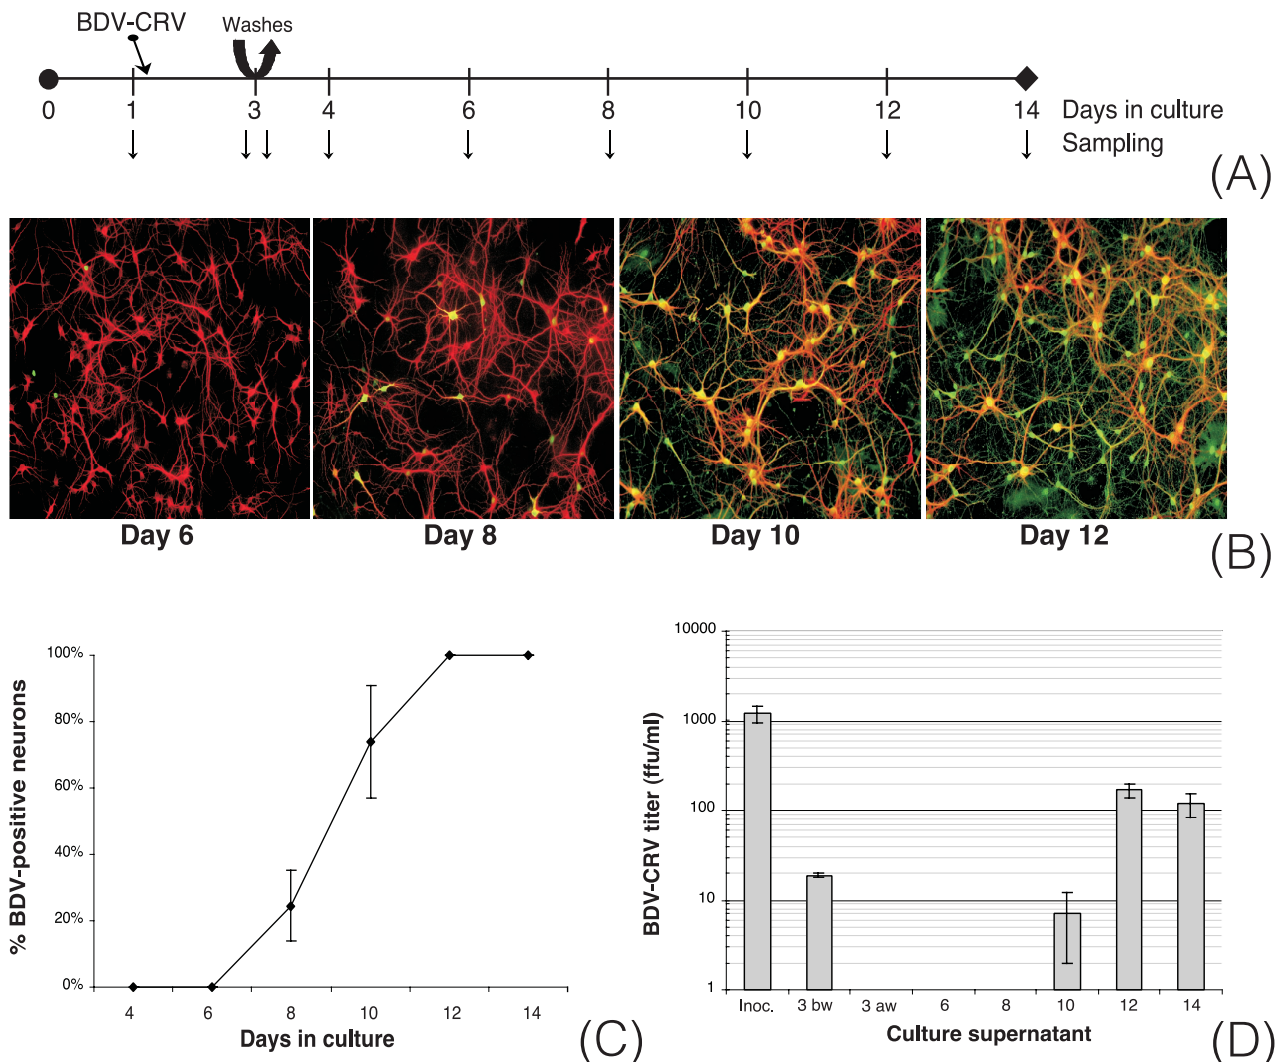 BDV-CRV
Washes
0 1 3 4 6 8 10 12 14 Days in culture
Sampling
(A)
Day 6 Day 8 Day 10 Day 12
(B)
% BDV-positive neurons
100%
80%
60%
40%
20%
0%
4 6 8 10 12 14
Days in culture
(C)
BDV-CRV titer (ffu/ml)
10000
1000
100
10
1
Inoc. 3 bw 3 aw 6 8 10 12 14
Culture supernatant
(D)